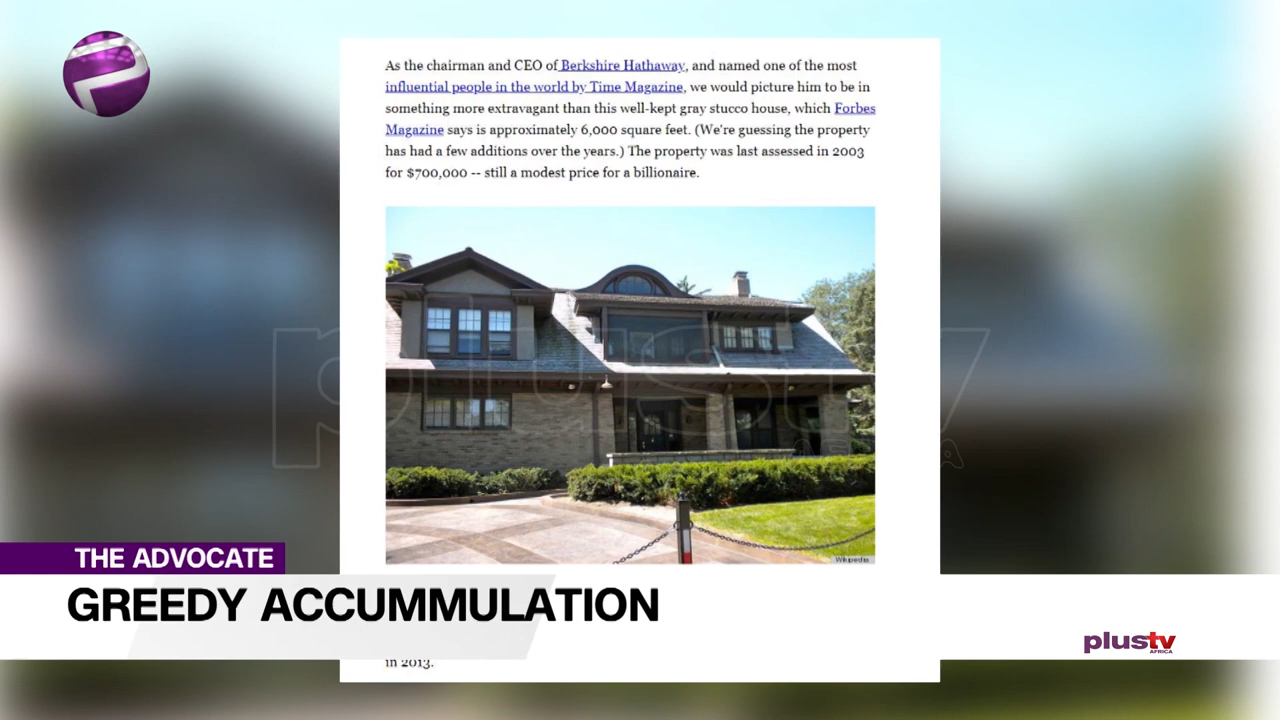 As the chairman and CEO of Berkshire Hathaway, and named one of the most
influential people in the world by Time Magazine, we would picture him to be in
something more extravagant than this well-kept gray stucco house, which Forbes
Magazine says is approximately 6,000 square feet. (We're guessing the property
has had a few additions over the years.) The property was last assessed in 2003
for $700,000 -- still a modest price for a billionaire.
plustv
Wikipedia
THE ADVOCATE
GREEDY ACCUMMULATION
plustv
AFRICA
in 2013.